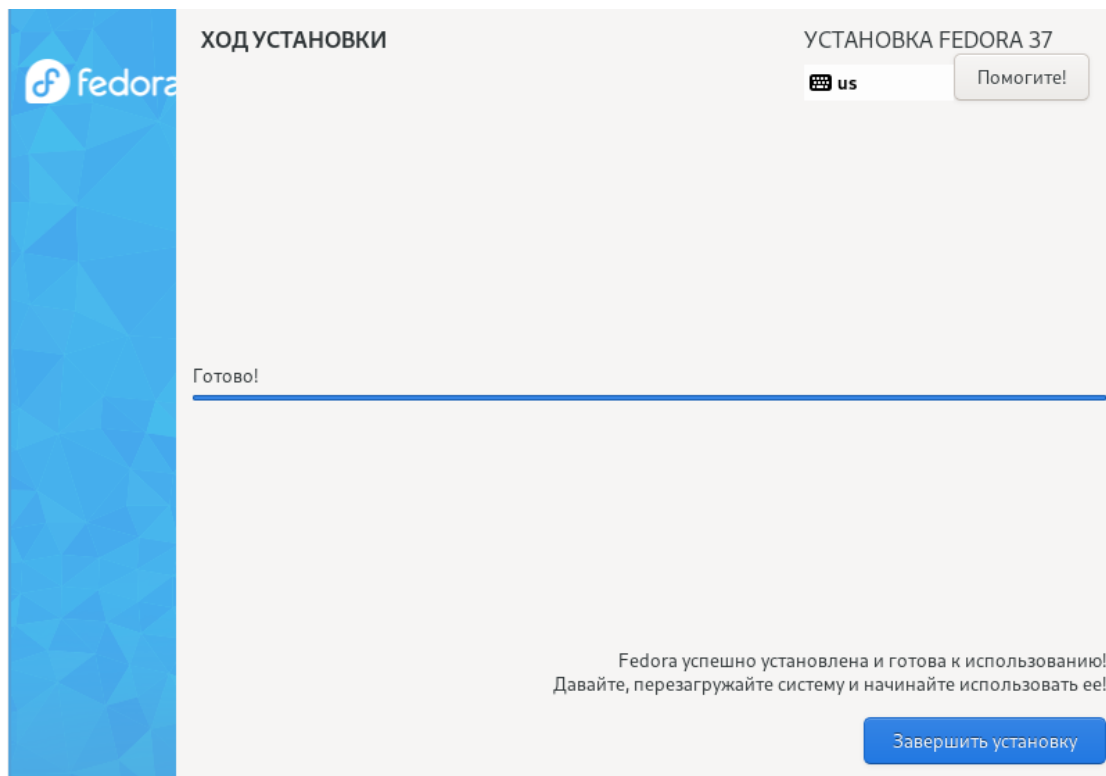 fedora
ХОД УСТАНОВКИ
УСТАНОВКА FEDORA 37
us
Помогите!
Готово!
Fedora успешно установлена и готова к использованию!
Давайте, перезагружайте систему и начинайте использовать ее!
Завершить установку